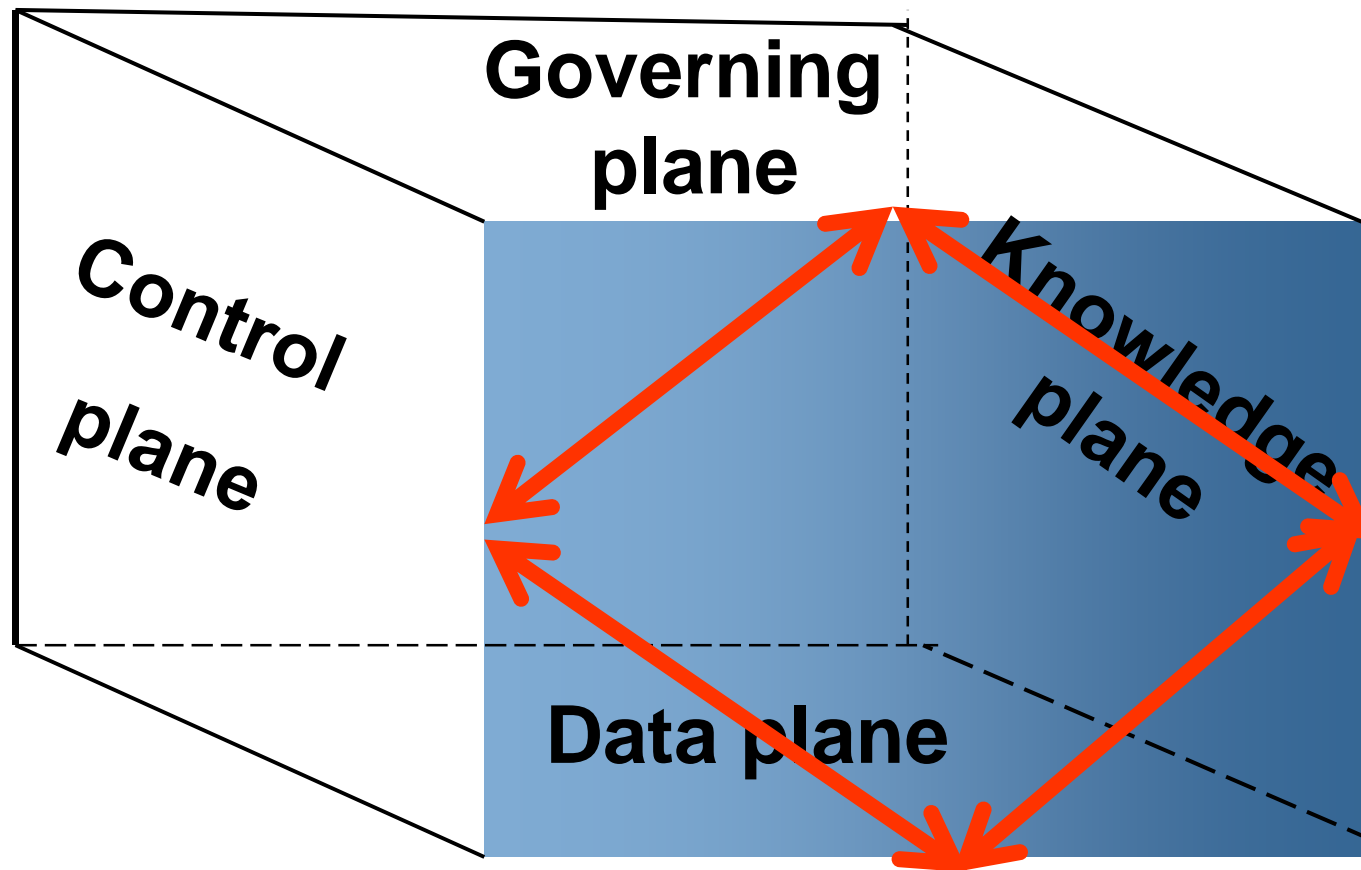 Governing
plane
Control
plane
Knowledge
plane
Data plane